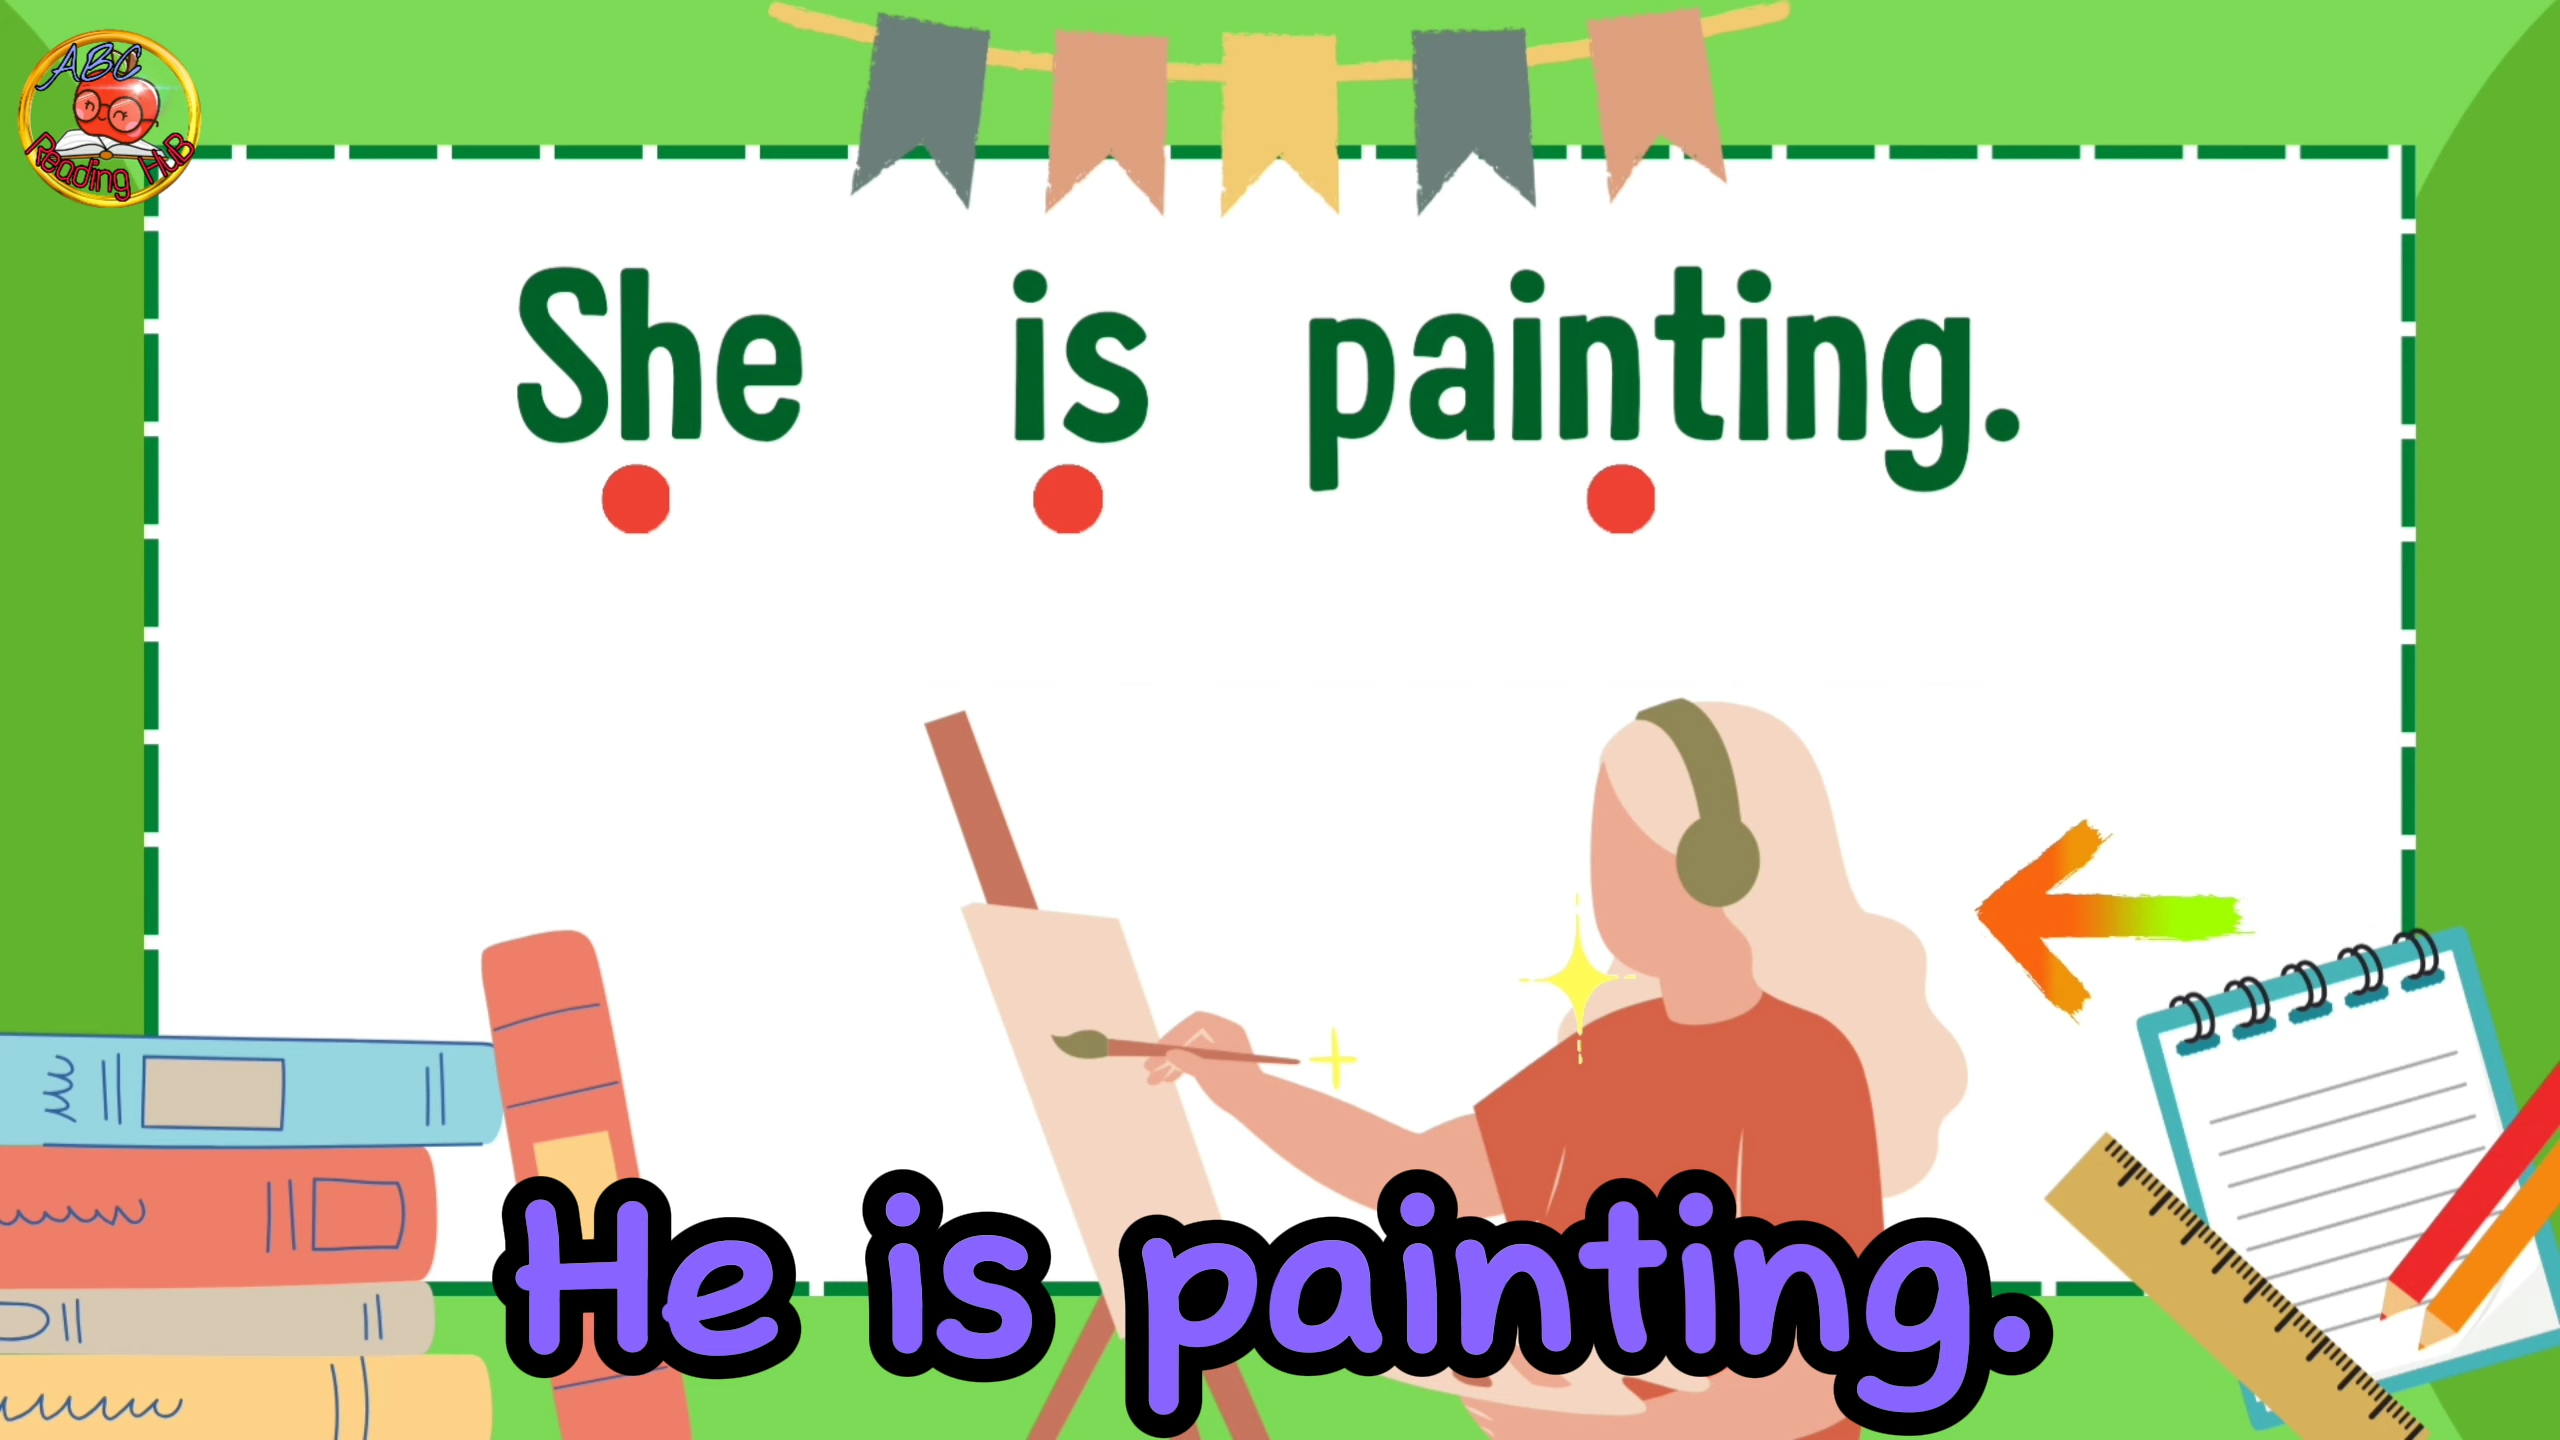 ABC
Reading HUB
She is painting.
He is painting.